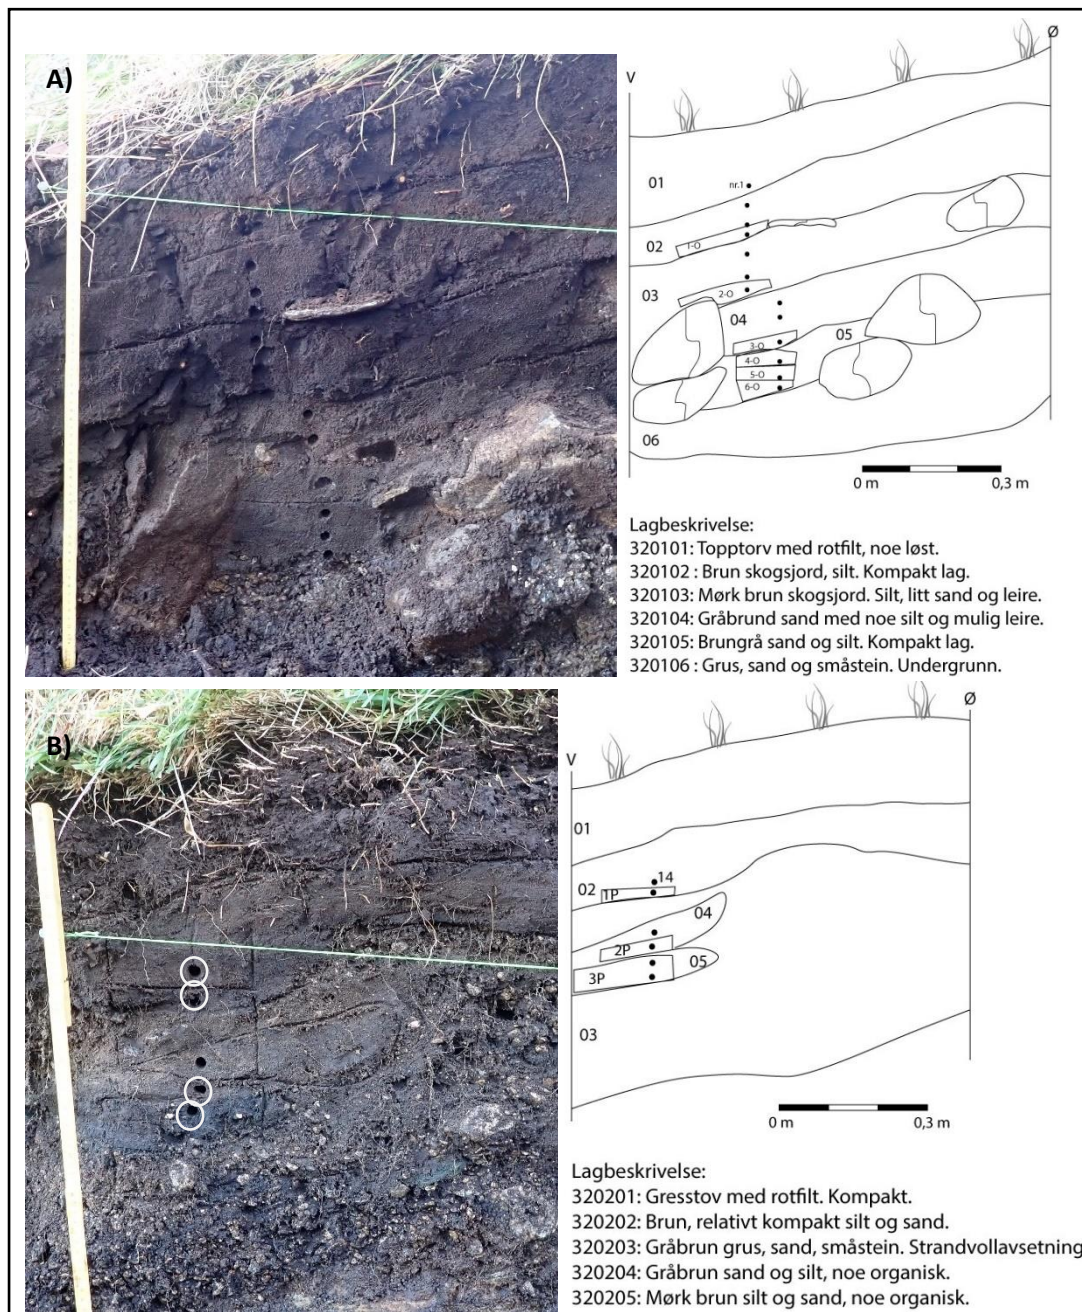 A)
V
Ø
01
nr.1
02
1-O
03
2-O
04
05
3-O
4-O
5-O
6-O
06
0 m 0,3 m
Lagbeskrivelse:
320101: Topptorv med rotfilt, noe løst.
320102 : Brun skogsjord, silt. Kompakt lag.
320103: Mørk brun skogsjord. Silt, litt sand og leire.
320104: Gråbrund sand med noe silt og mulig leire.
320105: Brungrå sand og silt. Kompakt lag.
320106 : Grus, sand og småstein. Undergrunn.
B)
V
Ø
01
02
1P
14
04
2P
05
3P
03
0 m 0,3 m
Lagbeskrivelse:
320201: Gresstov med rotfilt. Kompakt.
320202: Brun, relativt kompakt silt og sand.
320203: Gråbrun grus, sand, småstein. Strandvollavsetning
320204: Gråbrun sand og silt, noe organisk.
320205: Mørk brun silt og sand, noe organisk.